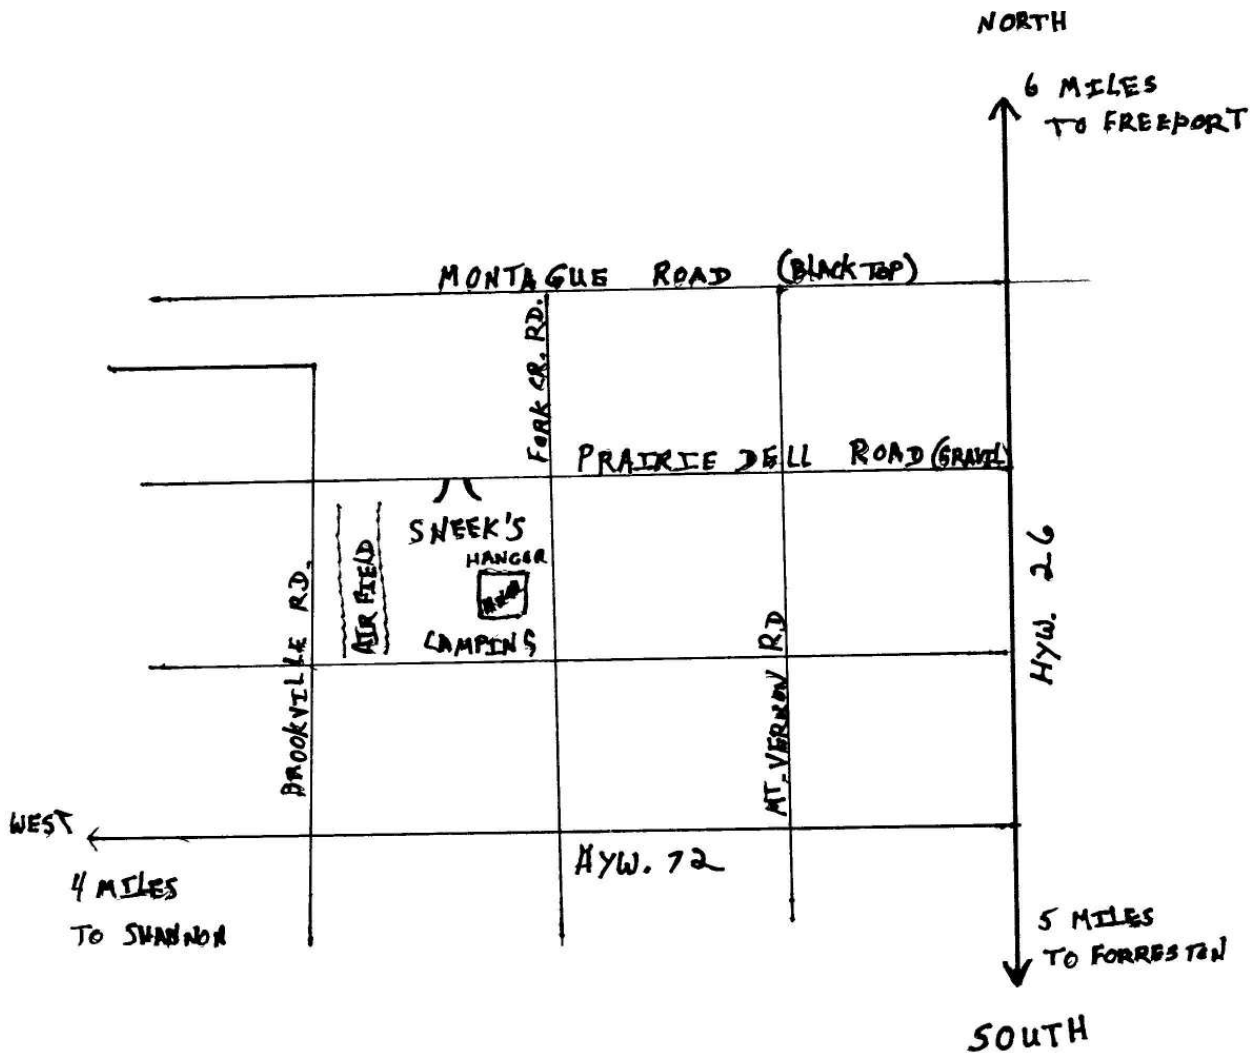 NORTH
6 MILES
TO FREEPORT
MONTAGUE ROAD (BLACK TOP)
FORK CR. RD.
PRAIRIE DELL ROAD (GRAVIL)
SNEEK'S
HANGER
AIR FIELD
CAMPING
BROOKVILLE RD.
MT. VERNON RD
HYW. 26
WEST
HYW. 72
4 MILES
TO SHANNON
5 MILES
TO FORRESTON
SOUTH